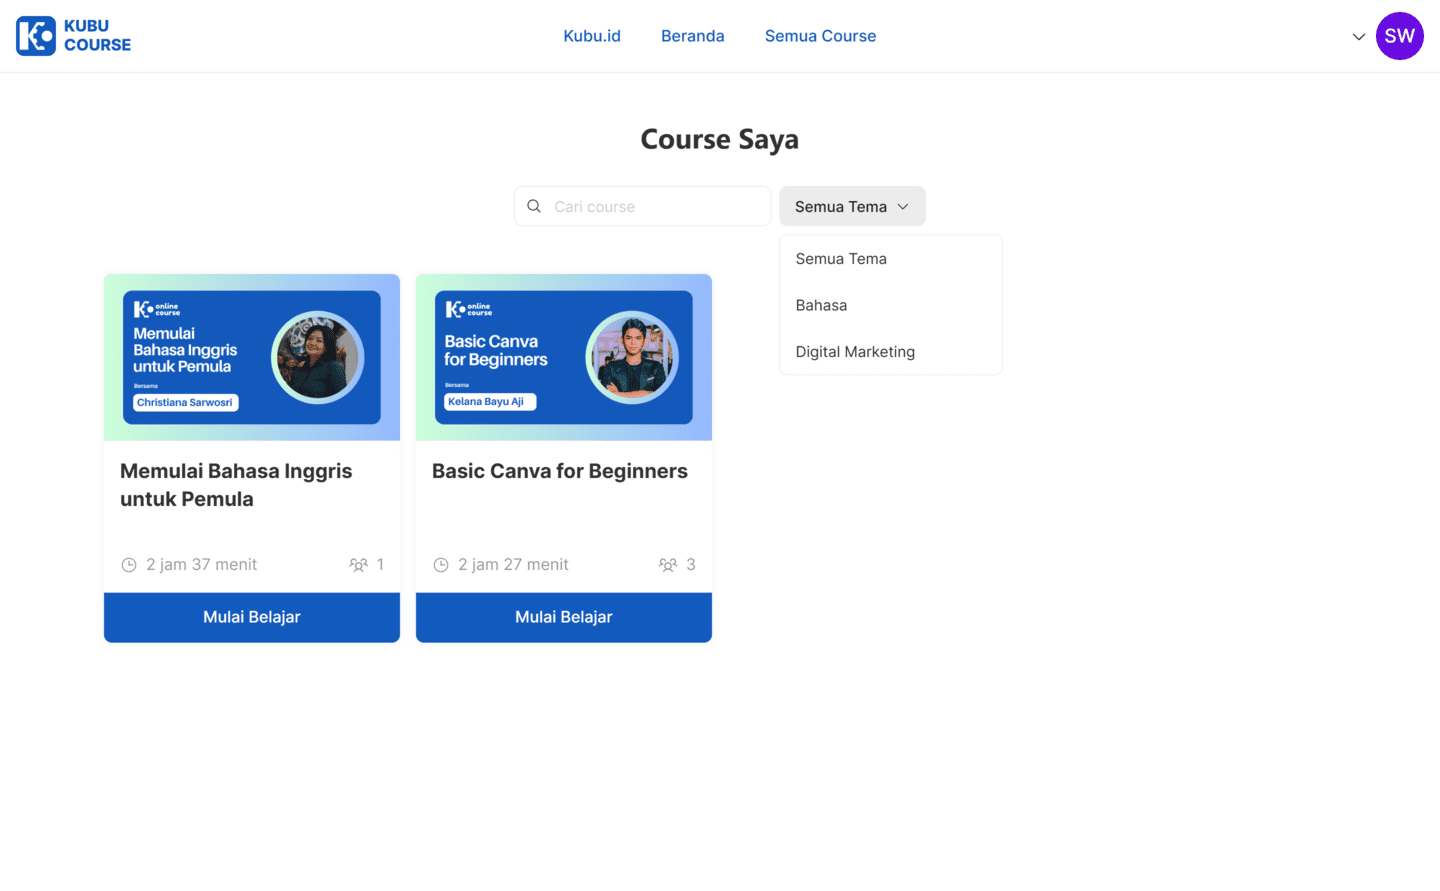 KUBU
COURSE
Kubu.id
Beranda
Semua Course
SW
Course Saya
Cari course
Semua Tema
Semua Tema
Bahasa
Digital Marketing
K online
course
Memulai
Bahasa Inggris
untuk Pemula
Bersama
Christiana Sarwosri
K online
course
Basic Canva
for Beginners
Bersama
Kelana Bayu Aji
Memulai Bahasa Inggris
untuk Pemula
2 jam 37 menit
1
Mulai Belajar
Basic Canva for Beginners
2 jam 27 menit
3
Mulai Belajar